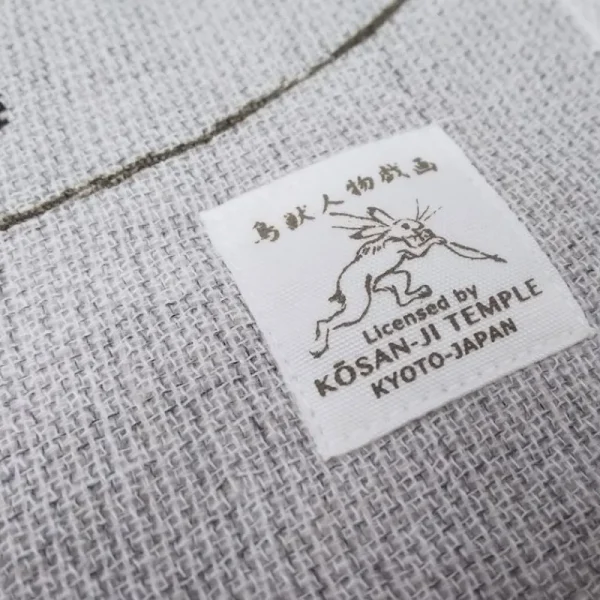 鳥獣人物戯画
Licensed by
KŌSAN-JI TEMPLE
KYOTO-JAPAN